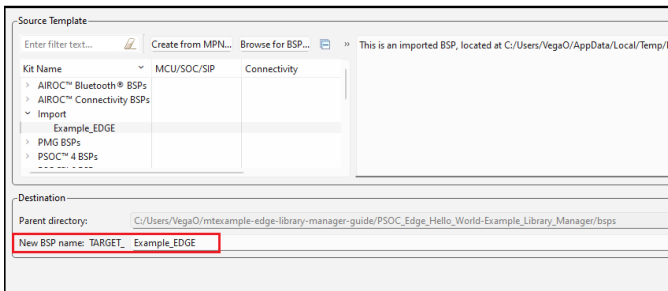 Source Template
Enter filter text... Create from MPN... Browse for BSP... » This is an imported BSP, located at C:/Users/VegaO/AppData/Local/Temp/
Kit Name MCU/SOC/SIP Connectivity
AIROC™ Bluetooth® BSPs
AIROC™ Connectivity BSPs
Import
Example_EDGE
PMG BSPs
PSOC™ 4 BSPs
Destination
Parent directory: C:/Users/VegaO/mtexample-edge-library-manager-guide/PSOC_Edge_Hello_World-Example_Library_Manager/bsps
New BSP name: TARGET_ Example_EDGE